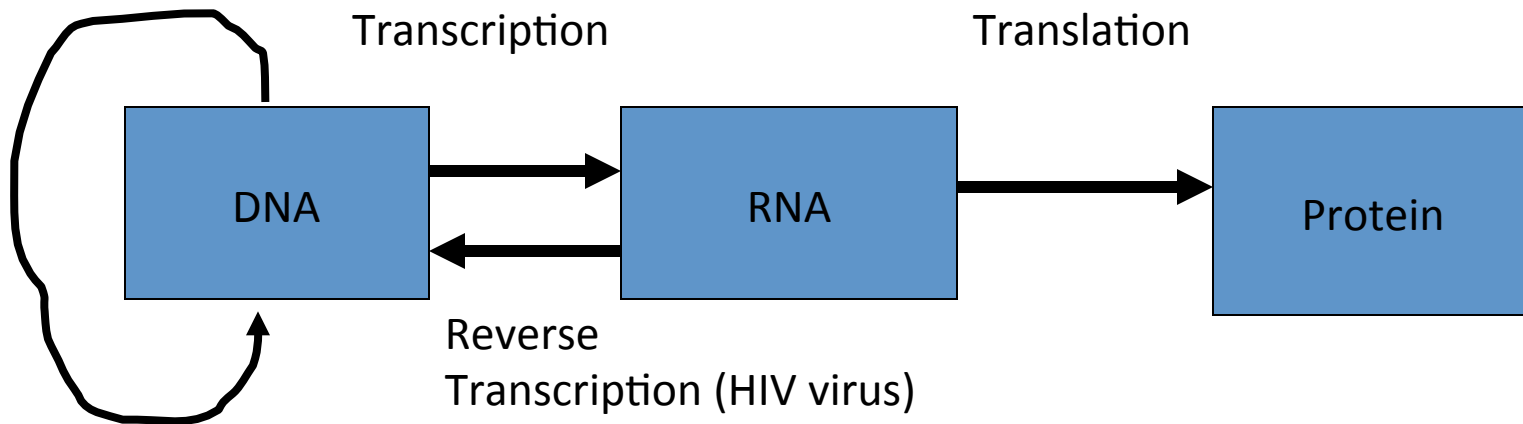 Transcription
Translation
DNA
RNA
Protein
Reverse
Transcription (HIV virus)